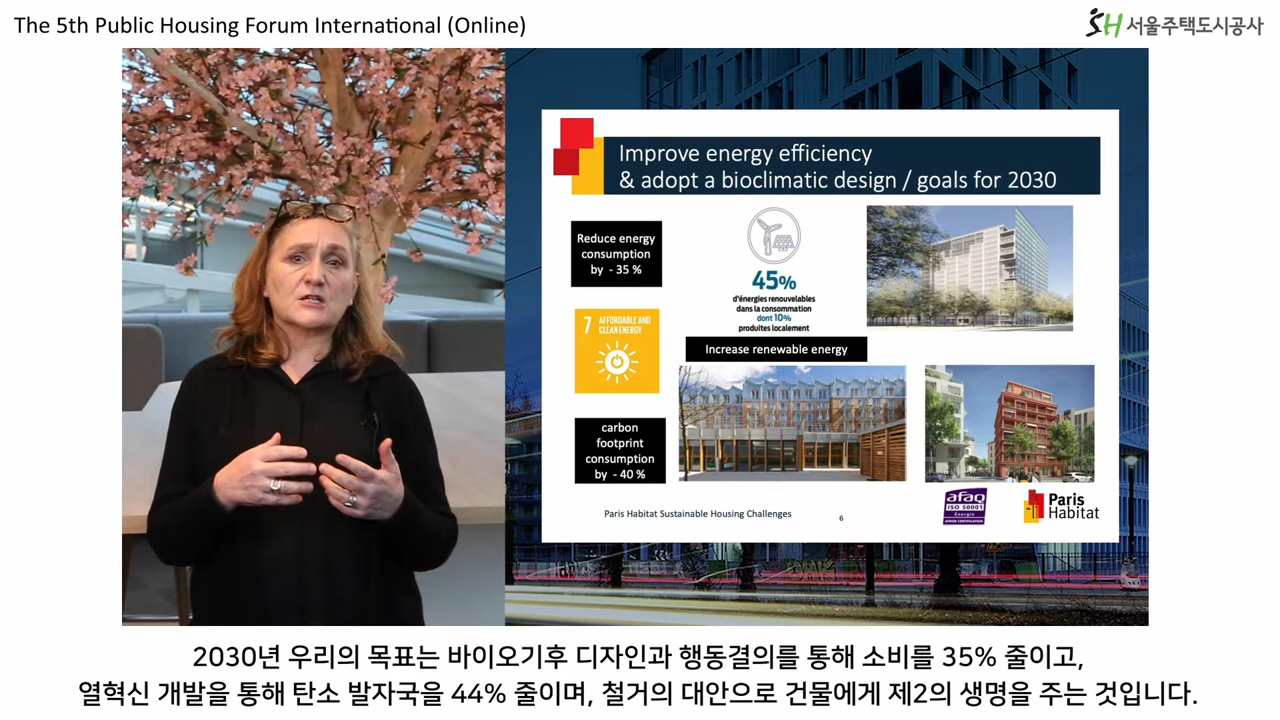 The 5th Public Housing Forum International (Online)
SH 서울주택도시공사
Improve energy efficiency
& adopt a bioclimatic design / goals for 2030
Reduce energy
consumption
by - 35 %
7 AFFORDABLE AND
CLEAN ENERGY
carbon
footprint
consumption
by - 40 %
45%
d'énergies renouvelables
dans la consommation
dont 10%
produites localement
Increase renewable energy
afaq
ISO 50001
Energie
AFNOR CERTIFICATION
Paris
Habitat
Paris Habitat Sustainable Housing Challenges
6
2030년 우리의 목표는 바이오기후 디자인과 행동결의를 통해 소비를 35% 줄이고,
열혁신 개발을 통해 탄소 발자국을 44% 줄이며, 철거의 대안으로 건물에게 제2의 생명을 주는 것입니다.